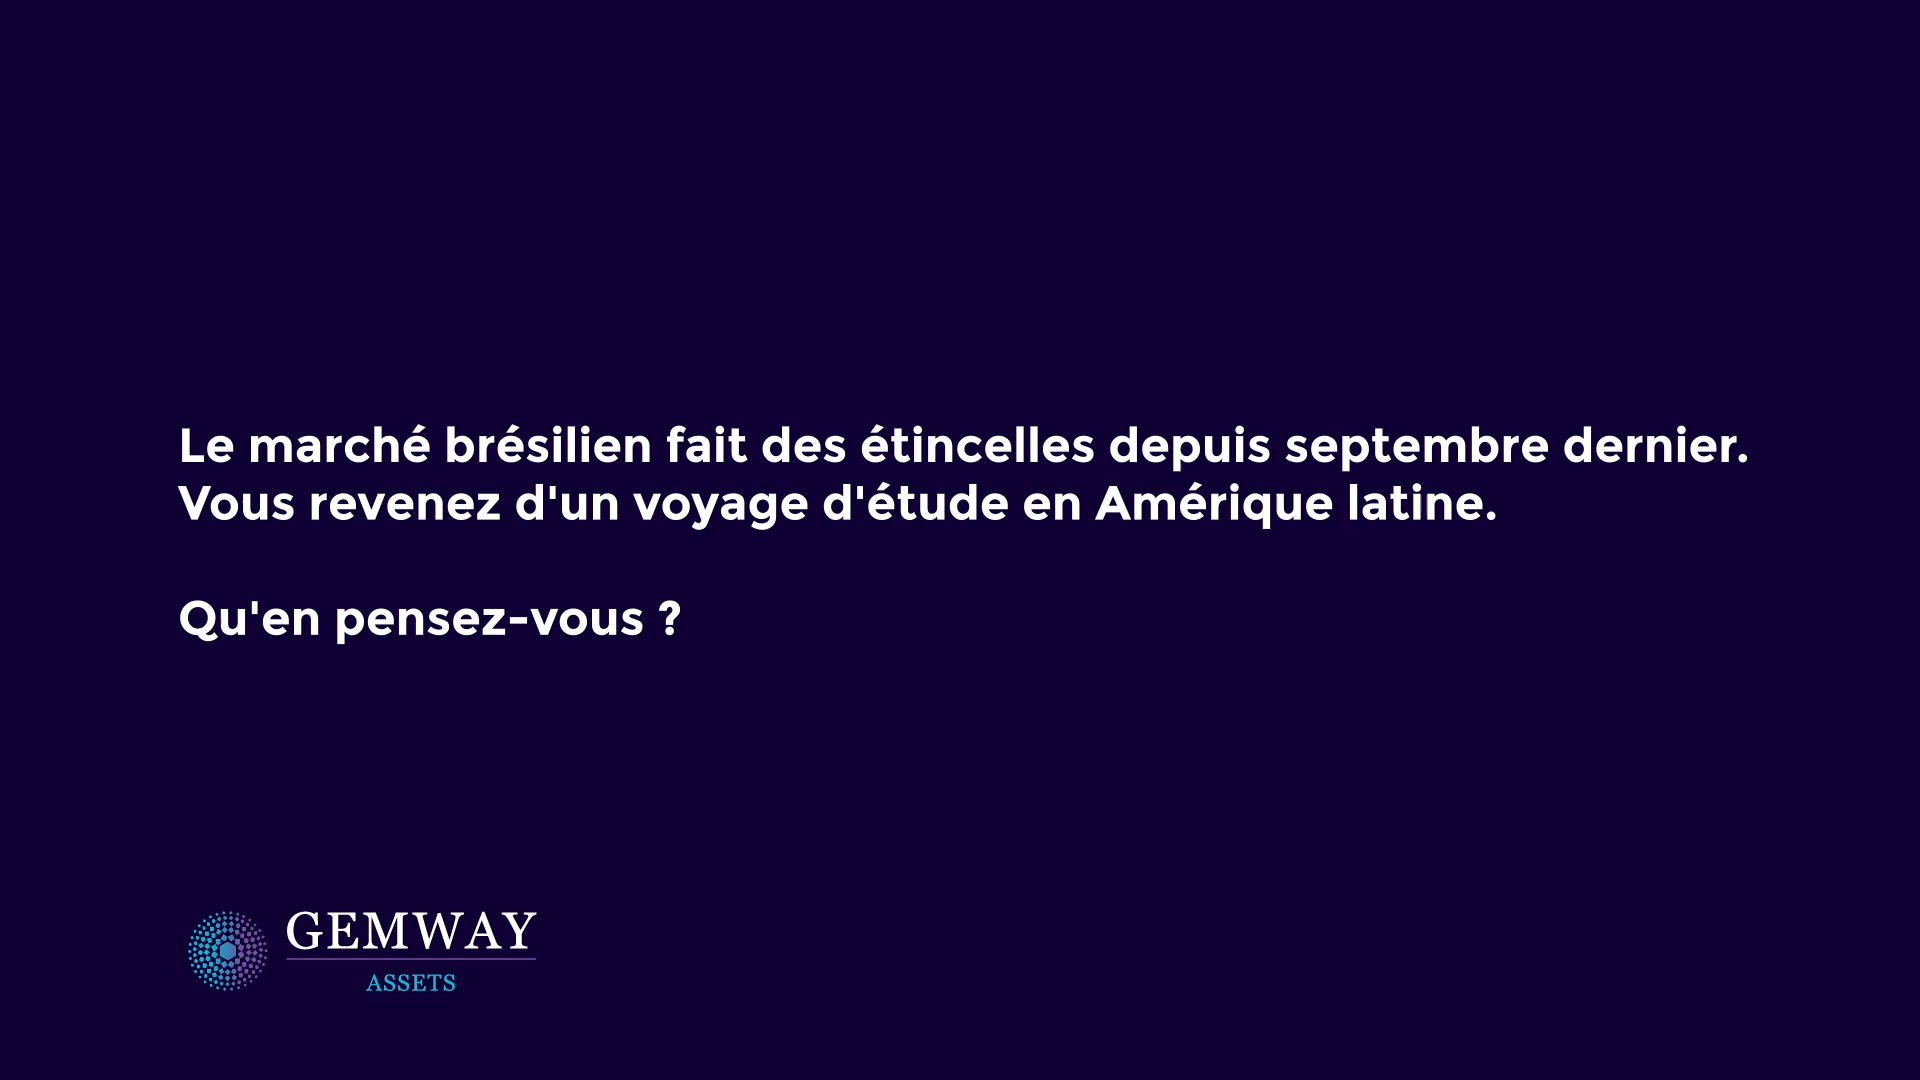 Le marché brésilien fait des étincelles depuis septembre dernier.
Vous revenez d'un voyage d'étude en Amérique latine.
Qu'en pensez-vous ?
GEMWAY
ASSETS